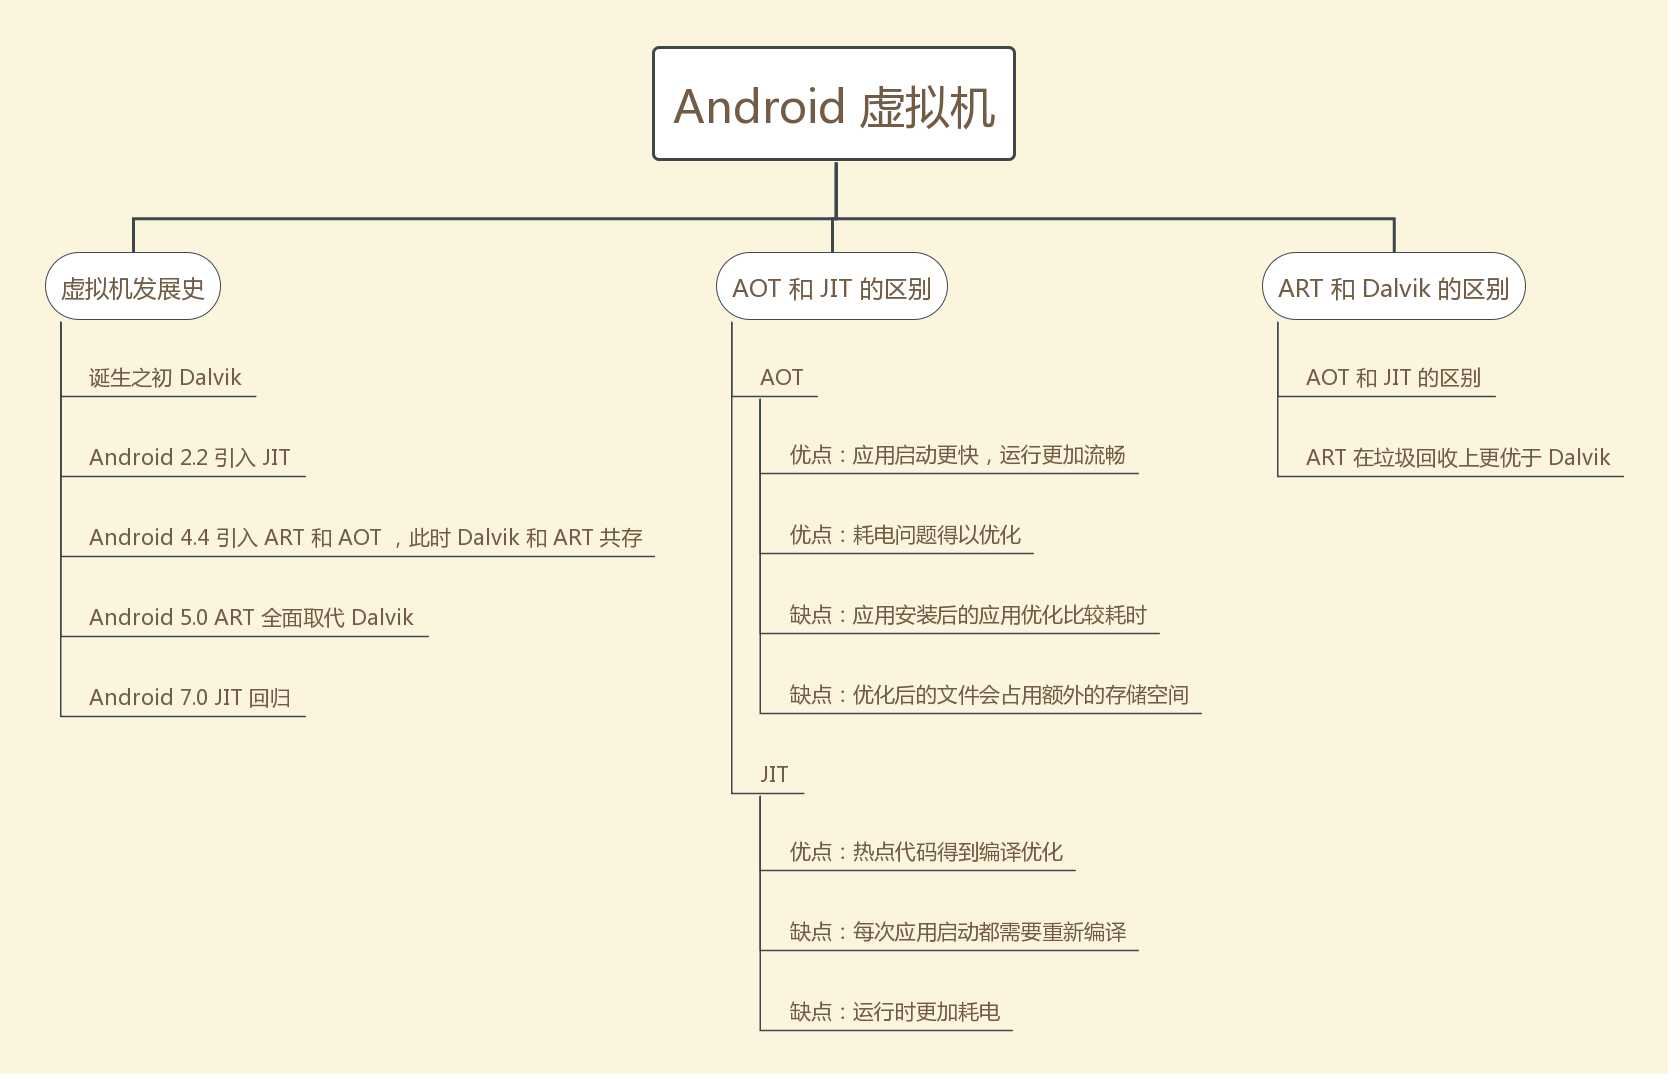 Android 虚拟机
虚拟机发展史
诞生之初 Dalvik
Android 2.2 引入 JIT
Android 4.4 引入 ART 和 AOT ，此时 Dalvik 和 ART 共存
Android 5.0 ART 全面取代 Dalvik
Android 7.0 JIT 回归
AOT 和 JIT 的区别
AOT
优点：应用启动更快，运行更加流畅
优点：耗电问题得以优化
缺点：应用安装后的应用优化比较耗时
缺点：优化后的文件会占用额外的存储空间
JIT
优点：热点代码得到编译优化
缺点：每次应用启动都需要重新编译
缺点：运行时更加耗电
ART 和 Dalvik 的区别
AOT 和 JIT 的区别
ART 在垃圾回收上更优于 Dalvik